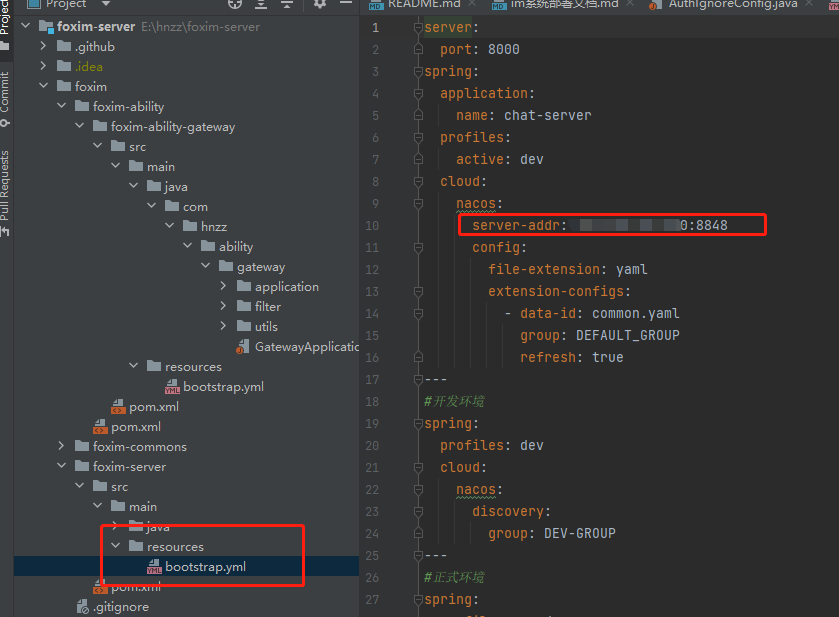 Project
README.md
im系统部署文档.md
AuthIgnoreConfig.java
Project
Commit
Pull Requests
foxim-server E:\hnzz\foxim-server
.github
.idea
foxim
foxim-ability
foxim-ability-gateway
src
main
java
com
hnzz
ability
gateway
application
filter
utils
GatewayApplicatic
resources
bootstrap.yml
pom.xml
pom.xml
foxim-commons
foxim-server
src
main
java
resources
bootstrap.yml
pom.xml
.gitignore
1 server:
2 port: 8000
3 spring:
4 application:
5 name: chat-server
6 profiles:
7 active: dev
8 cloud:
9 nacos:
10 server-addr: 0:8848
11 config:
12 file-extension: yaml
13 extension-configs:
14 - data-id: common.yaml
15 group: DEFAULT_GROUP
16 refresh: true
17 ---
18 #开发环境
19 spring:
20 profiles: dev
21 cloud:
22 nacos:
23 discovery:
24 group: DEV-GROUP
25 ---
26 #正式环境
27 spring: